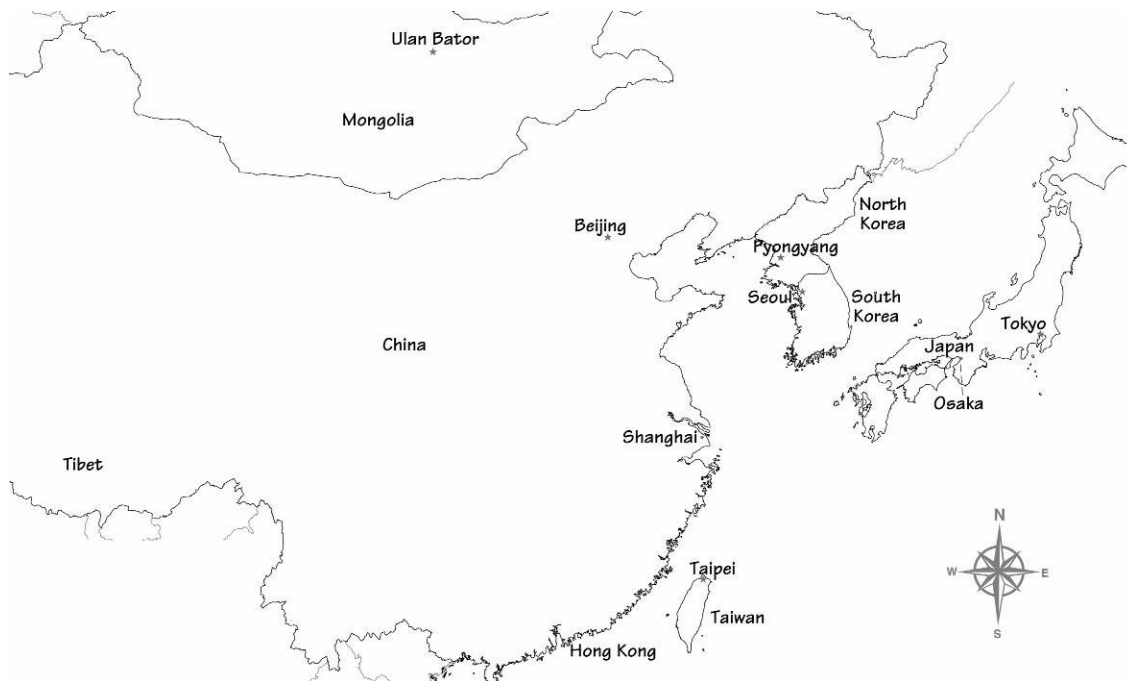 Ulan Bator
Mongolia
North
Korea
Beijing
Pyongyang
Seoul
South
Korea
Tokyo
China
Japan
Osaka
Shanghai
Tibet
N
W
E
S
Taipei
Taiwan
Hong Kong